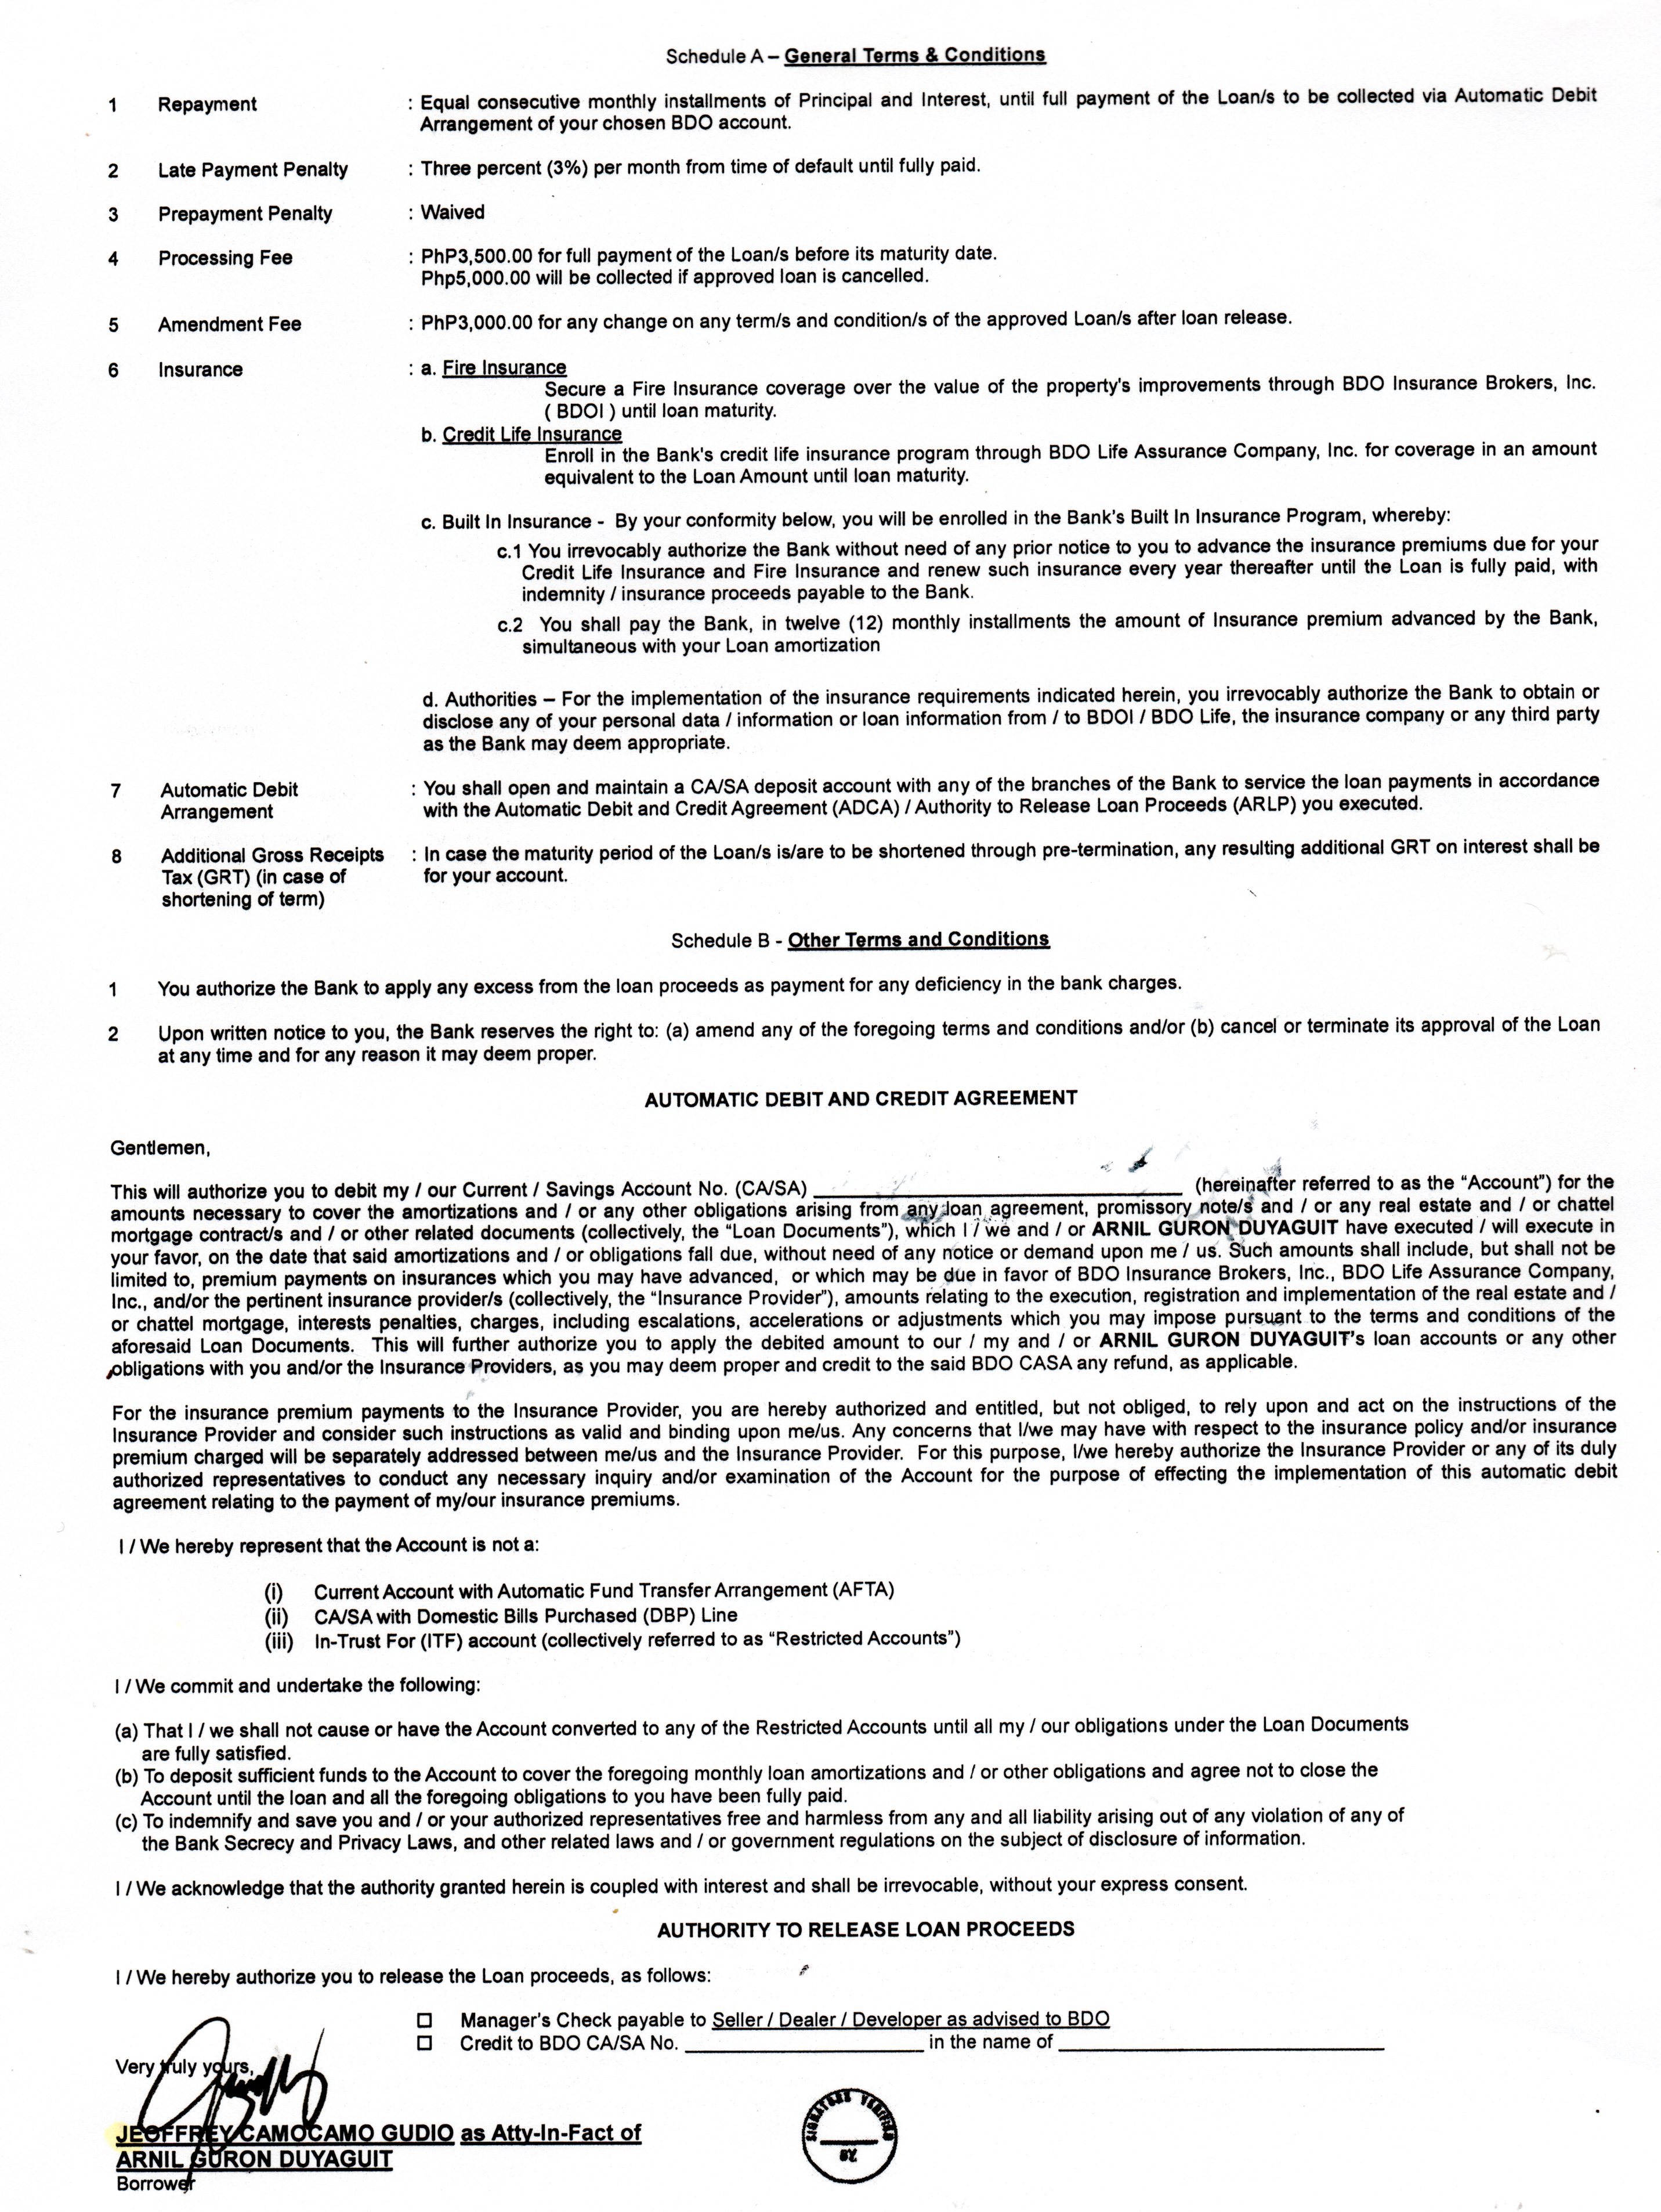 Schedule A – General Terms & Conditions
1 Repayment : Equal consecutive monthly installments of Principal and Interest, until full payment of the Loan/s to be collected via Automatic Debit
Arrangement of your chosen BDO account.
2 Late Payment Penalty : Three percent (3%) per month from time of default until fully paid.
3 Prepayment Penalty : Waived
4 Processing Fee : PhP3,500.00 for full payment of the Loan/s before its maturity date.
Php5,000.00 will be collected if approved loan is cancelled.
5 Amendment Fee : PhP3,000.00 for any change on any term/s and condition/s of the approved Loan/s after loan release.
6 Insurance : a. Fire Insurance
Secure a Fire Insurance coverage over the value of the property's improvements through BDO Insurance Brokers, Inc.
( BDOI ) until loan maturity.
b. Credit Life Insurance
Enroll in the Bank's credit life insurance program through BDO Life Assurance Company, Inc. for coverage in an amount
equivalent to the Loan Amount until loan maturity.
c. Built In Insurance - By your conformity below, you will be enrolled in the Bank's Built In Insurance Program, whereby:
c.1 You irrevocably authorize the Bank without need of any prior notice to you to advance the insurance premiums due for your
Credit Life Insurance and Fire Insurance and renew such insurance every year thereafter until the Loan is fully paid, with
indemnity / insurance proceeds payable to the Bank.
c.2 You shall pay the Bank, in twelve (12) monthly installments the amount of Insurance premium advanced by the Bank,
simultaneous with your Loan amortization
d. Authorities – For the implementation of the insurance requirements indicated herein, you irrevocably authorize the Bank to obtain or
disclose any of your personal data / information or loan information from / to BDOI / BDO Life, the insurance company or any third party
as the Bank may deem appropriate.
7 Automatic Debit : You shall open and maintain a CA/SA deposit account with any of the branches of the Bank to service the loan payments in accordance
Arrangement with the Automatic Debit and Credit Agreement (ADCA) / Authority to Release Loan Proceeds (ARLP) you executed.
8 Additional Gross Receipts : In case the maturity period of the Loan/s is/are to be shortened through pre-termination, any resulting additional GRT on interest shall be
Tax (GRT) (in case of for your account.
shortening of term)
Schedule B - Other Terms and Conditions
1 You authorize the Bank to apply any excess from the loan proceeds as payment for any deficiency in the bank charges.
2 Upon written notice to you, the Bank reserves the right to: (a) amend any of the foregoing terms and conditions and/or (b) cancel or terminate its approval of the Loan
at any time and for any reason it may deem proper.
AUTOMATIC DEBIT AND CREDIT AGREEMENT
Gentlemen,
This will authorize you to debit my / our Current / Savings Account No. (CA/SA) ____________________ (hereinafter referred to as the “Account”) for the
amounts necessary to cover the amortizations and / or any other obligations arising from any loan agreement, promissory note/s and / or any real estate and / or chattel
mortgage contract/s and / or other related documents (collectively, the “Loan Documents”), which I / we and / or ARNIL GURON DUYAGUIT have executed / will execute in
your favor, on the date that said amortizations and / or obligations fall due, without need of any notice or demand upon me / us. Such amounts shall include, but shall not be
limited to, premium payments on insurances which you may have advanced, or which may be due in favor of BDO Insurance Brokers, Inc., BDO Life Assurance Company,
Inc., and/or the pertinent insurance provider/s (collectively, the “Insurance Provider”), amounts relating to the execution, registration and implementation of the real estate and /
or chattel mortgage, interests penalties, charges, including escalations, accelerations or adjustments which you may impose pursuant to the terms and conditions of the
aforesaid Loan Documents. This will further authorize you to apply the debited amount to our / my and / or ARNIL GURON DUYAGUIT's loan accounts or any other
obligations with you and/or the Insurance Providers, as you may deem proper and credit to the said BDO CASA any refund, as applicable.
For the insurance premium payments to the Insurance Provider, you are hereby authorized and entitled, but not obliged, to rely upon and act on the instructions of the
Insurance Provider and consider such instructions as valid and binding upon me/us. Any concerns that I/we may have with respect to the insurance policy and/or insurance
premium charged will be separately addressed between me/us and the Insurance Provider. For this purpose, I/we hereby authorize the Insurance Provider or any of its duly
authorized representatives to conduct any necessary inquiry and/or examination of the Account for the purpose of effecting the implementation of this automatic debit
agreement relating to the payment of my/our insurance premiums.
I / We hereby represent that the Account is not a:
(i) Current Account with Automatic Fund Transfer Arrangement (AFTA)
(ii) CA/SA with Domestic Bills Purchased (DBP) Line
(iii) In-Trust For (ITF) account (collectively referred to as “Restricted Accounts”)
I / We commit and undertake the following:
(a) That I / we shall not cause or have the Account converted to any of the Restricted Accounts until all my / our obligations under the Loan Documents
are fully satisfied.
(b) To deposit sufficient funds to the Account to cover the foregoing monthly loan amortizations and / or other obligations and agree not to close the
Account until the loan and all the foregoing obligations to you have been fully paid.
(c) To indemnify and save you and / or your authorized representatives free and harmless from any and all liability arising out of any violation of any of
the Bank Secrecy and Privacy Laws, and other related laws and / or government regulations on the subject of disclosure of information.
I / We acknowledge that the authority granted herein is coupled with interest and shall be irrevocable, without your express consent.
AUTHORITY TO RELEASE LOAN PROCEEDS
I / We hereby authorize you to release the Loan proceeds, as follows:
☐ Manager's Check payable to Seller / Dealer / Developer as advised to BDO
☐ Credit to BDO CA/SA No. ____________________ in the name of ____________________
Very truly yours,
JEOFFREY CAMOCAMO GUDIO as Atty-In-Fact of
ARNIL GURON DUYAGUIT
Borrower
SIGNATURE VERIFIED